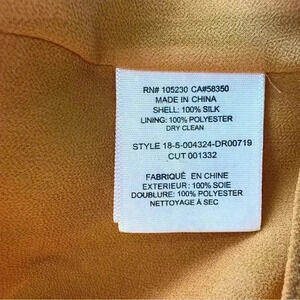 RN# 105230 CA#58350
MADE IN CHINA
SHELL: 100% SILK
LINING: 100% POLYESTER
DRY CLEAN
STYLE 18-5-004324-DR00719
CUT 001332
FABRIQUÉ EN CHINE
EXTERIEUR: 100% SOIE
DOUBLURE: 100% POLYESTER
NETTOYAGE À SEC